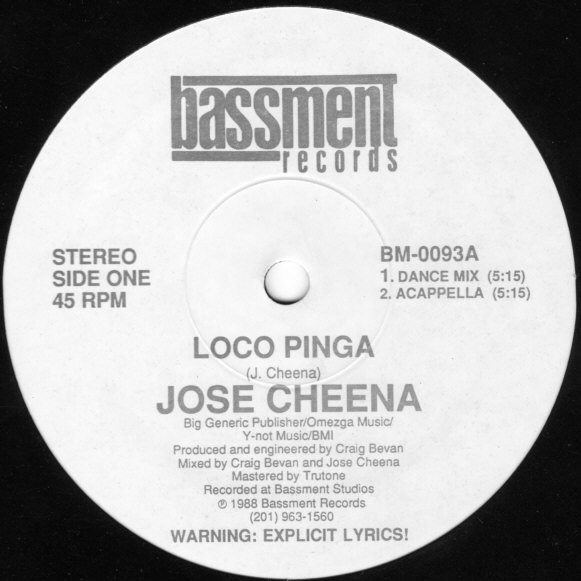 bassment
records
STEREO
SIDE ONE
45 RPM
BM-0093A
1. DANCE MIX (5:15)
2. ACAPPELLA (5:15)
LOCO PINGA
(J. Cheena)
JOSE CHEENA
Big Generic Publisher/Omezga Music/
Y-not Music/BMI
Produced and engineered by Craig Bevan
Mixed by Craig Bevan and Jose Cheena
Mastered by Trutone
Recorded at Bassment Studios
℗ 1988 Bassment Records
(201) 963-1560
WARNING: EXPLICIT LYRICS!